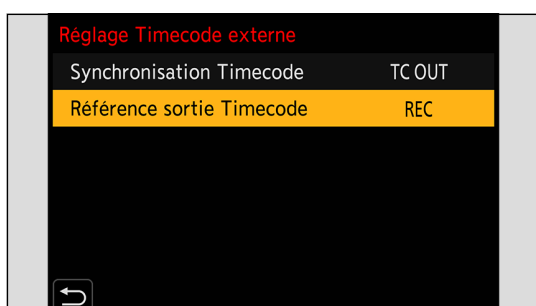 Réglage Timecode externe
Synchronisation Timecode TC OUT
Référence sortie Timecode REC